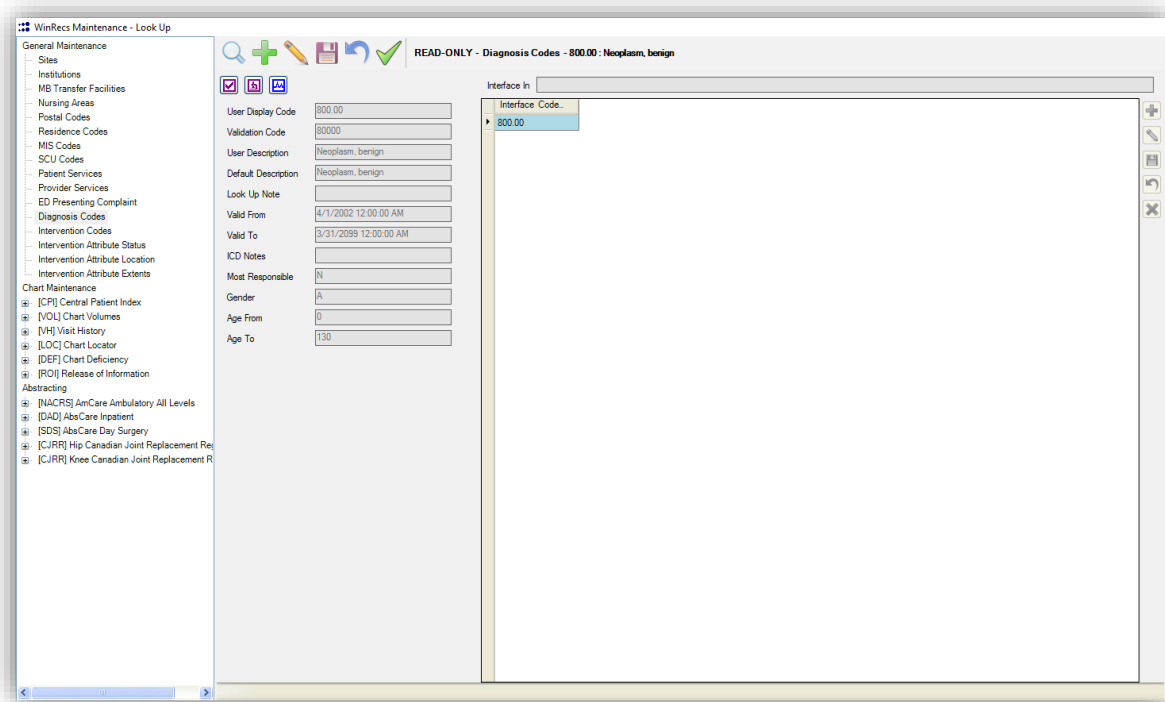 WinRecs Maintenance - Look Up
General Maintenance
Sites
Institutions
MB Transfer Facilities
Nursing Areas
Postal Codes
Residence Codes
MIS Codes
SCU Codes
Patient Services
Provider Services
ED Presenting Complaint
Diagnosis Codes
Intervention Codes
Intervention Attribute Status
Intervention Attribute Location
Intervention Attribute Extents
Chart Maintenance
[CPI] Central Patient Index
[VOL] Chart Volumes
[VH] Visit History
[LOC] Chart Locator
[DEF] Chart Deficiency
[ROI] Release of Information
Abstracting
[NACRS] AmCare Ambulatory All Levels
[DAD] AbsCare Inpatient
[SDS] AbsCare Day Surgery
[CJRR] Hip Canadian Joint Replacement Reg
[CJRR] Knee Canadian Joint Replacement R
READ-ONLY - Diagnosis Codes - 800.00 : Neoplasm, benign
User Display Code 800.00
Validation Code 80000
User Description Neoplasm, benign
Default Description Neoplasm, benign
Look Up Note
Valid From 4/1/2002 12:00:00 AM
Valid To 3/31/2099 12:00:00 AM
ICD Notes
Most Responsible N
Gender A
Age From 0
Age To 130
Interface In
Interface Code..
800.00